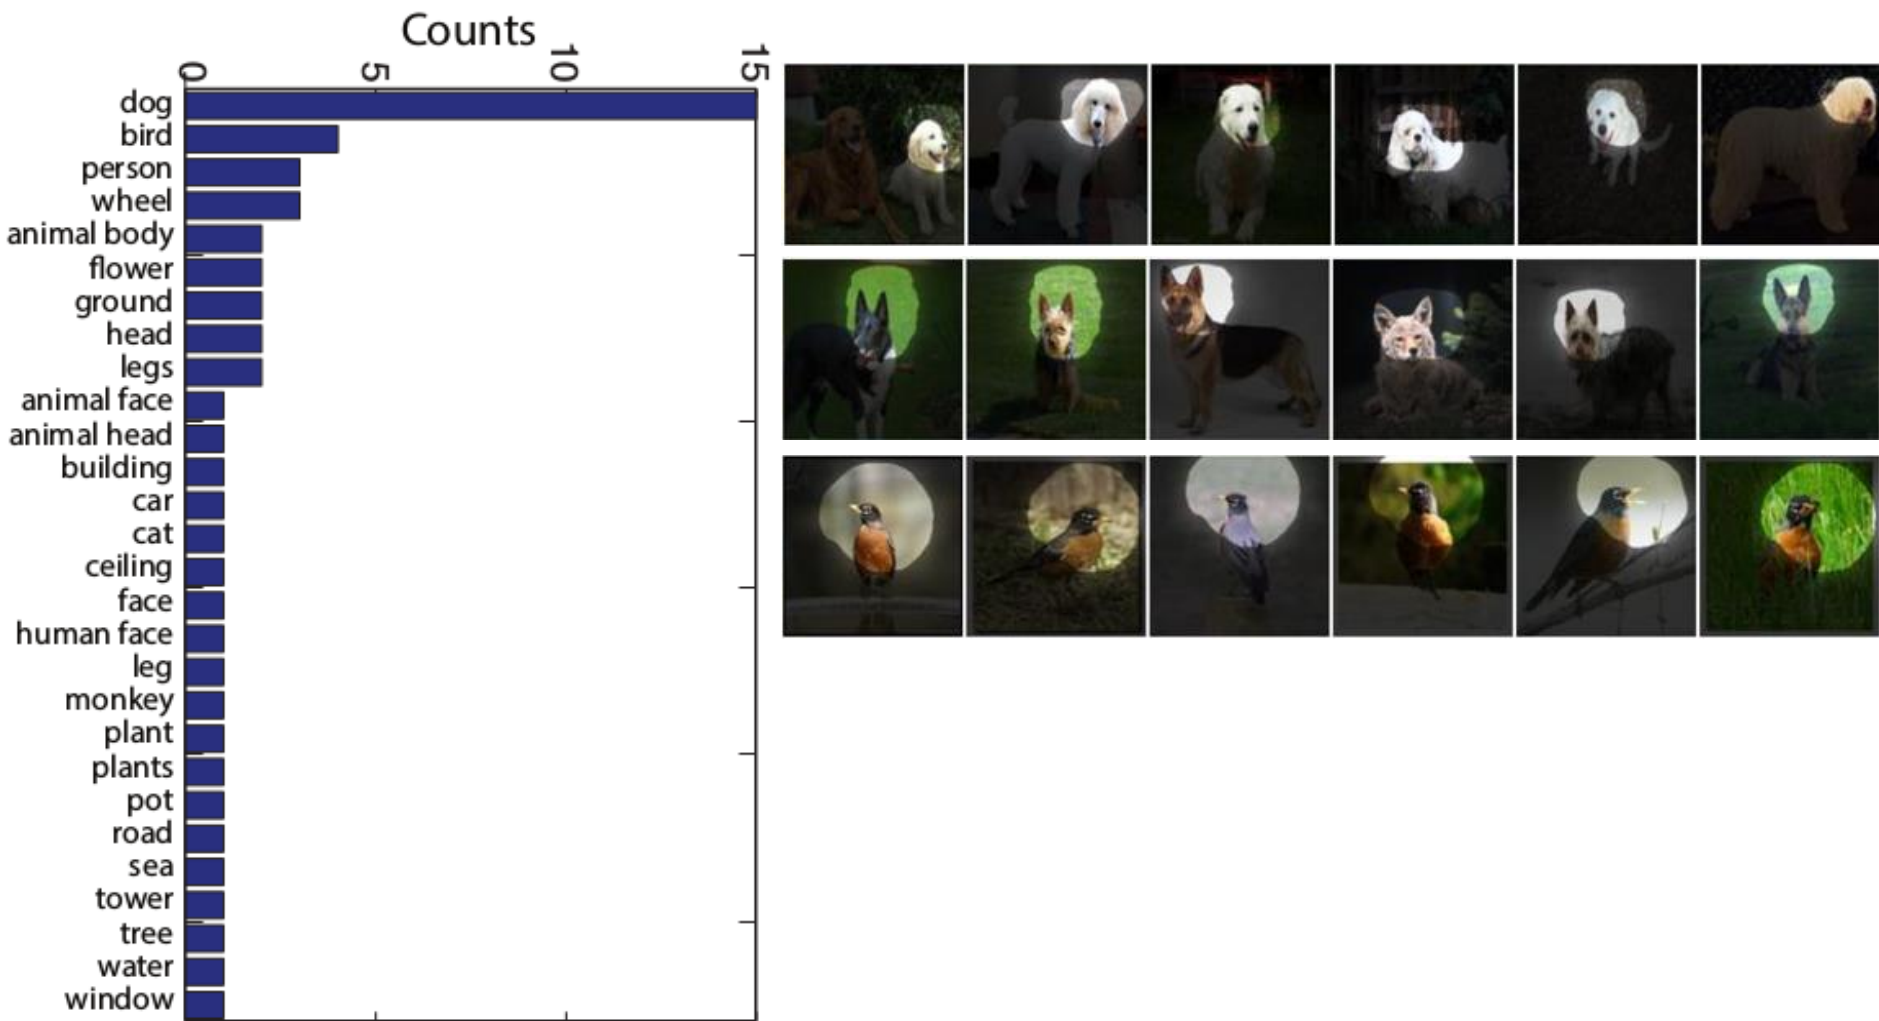 Counts
0 5 10 15
dog
bird
person
wheel
animal body
flower
ground
head
legs
animal face
animal head
building
car
cat
ceiling
face
human face
leg
monkey
plant
plants
pot
road
sea
tower
tree
water
window